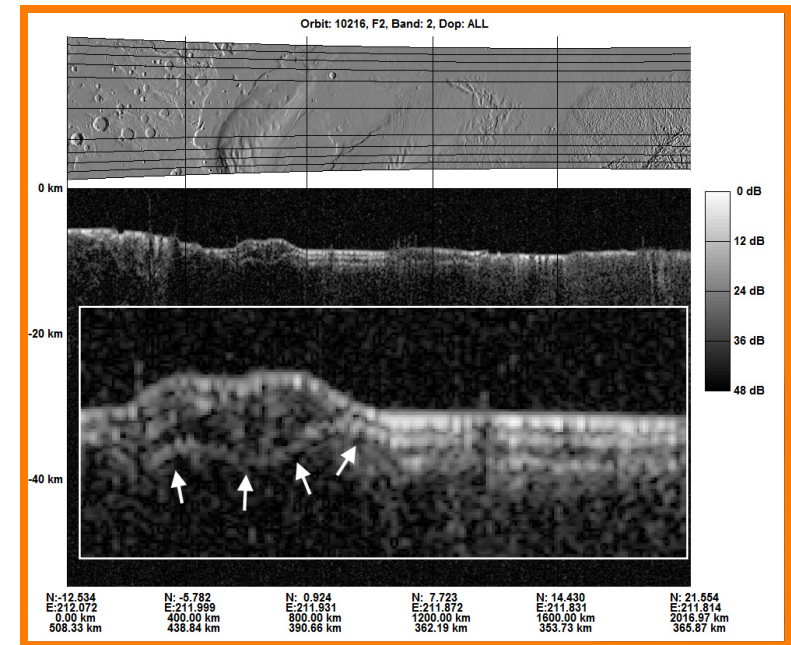 Orbit: 10216, F2, Band: 2, Dop: ALL
0 km
0 dB
12 dB
24 dB
-20 km
36 dB
48 dB
-40 km
N:-12.534 N: -5.782 N: 0.924 N: 7.723 N: 14.430 N: 21.554
E:212.072 E:211.999 E:211.931 E:211.872 E:211.831 E:211.814
0.00 km 400.00 km 800.00 km 1200.00 km 1600.00 km 2016.97 km
508.33 km 438.84 km 390.66 km 362.19 km 353.73 km 365.87 km